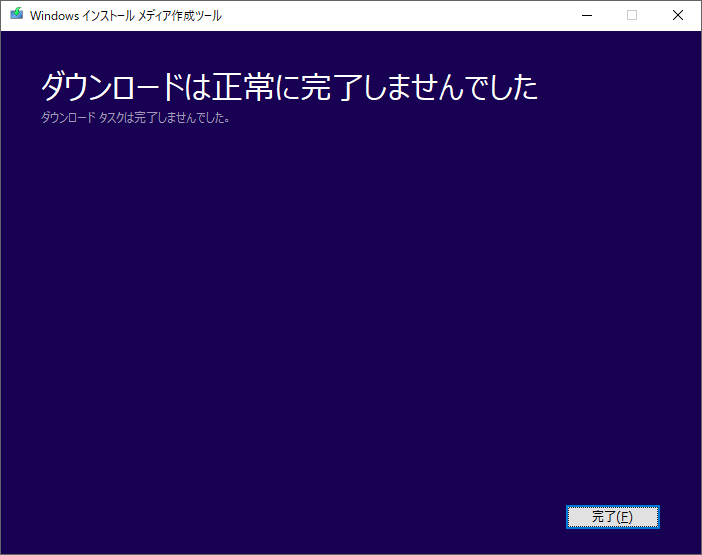 Windows インストール メディア作成ツール
ダウンロードは正常に完了しませんでした
ダウンロード タスクは完了しませんでした。
完了(F)